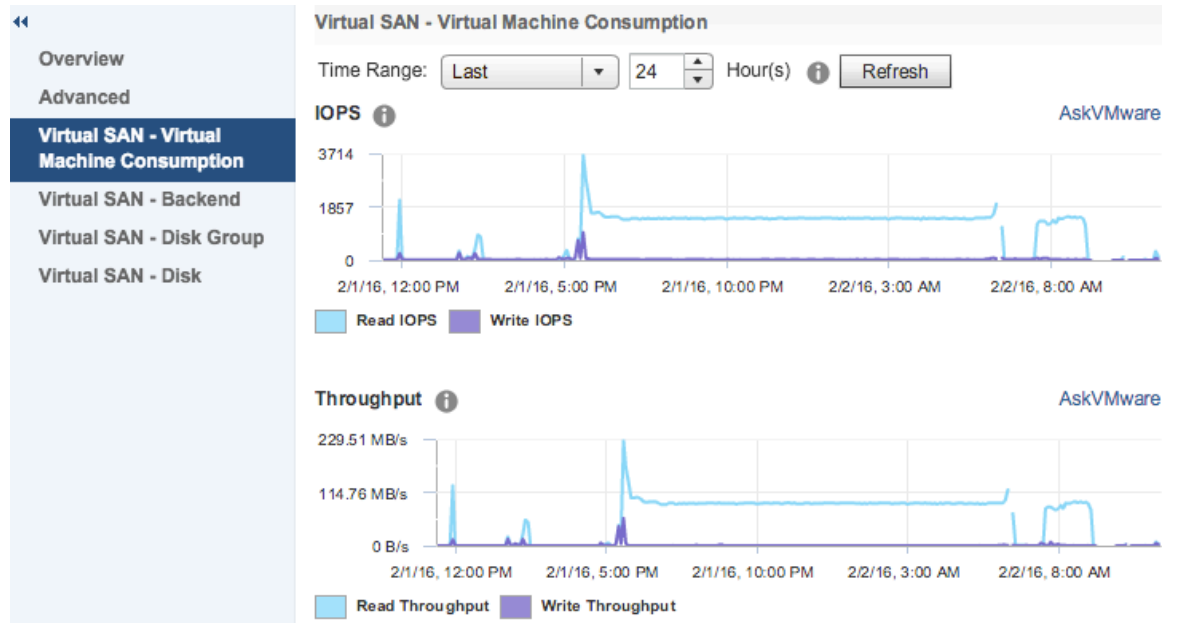 Overview
Advanced
Virtual SAN - Virtual
Machine Consumption
Virtual SAN - Backend
Virtual SAN - Disk Group
Virtual SAN - Disk
Virtual SAN - Virtual Machine Consumption
Time Range: Last 24 Hour(s) Refresh
IOPS AskVMware
3714
1857
0
2/1/16, 12:00 PM 2/1/16, 5:00 PM 2/1/16, 10:00 PM 2/2/16, 3:00 AM 2/2/16, 8:00 AM
Read IOPS Write IOPS
Throughput AskVMware
229.51 MB/s
114.76 MB/s
0 B/s
2/1/16, 12:00 PM 2/1/16, 5:00 PM 2/1/16, 10:00 PM 2/2/16, 3:00 AM 2/2/16, 8:00 AM
Read Throughput Write Throughput